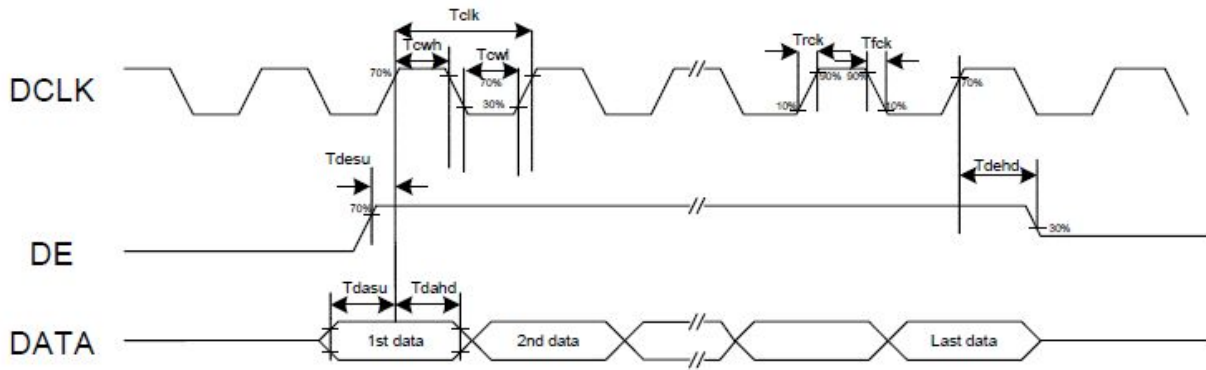 Tclk
Tcwh
Tcwl
Trck
Tfck
DCLK
70%
70%
30%
10%
90%
90%
10%
70%
Tdesu
Tdehd
70%
DE
30%
Tdasu
Tdahd
DATA
1st data
2nd data
Last data